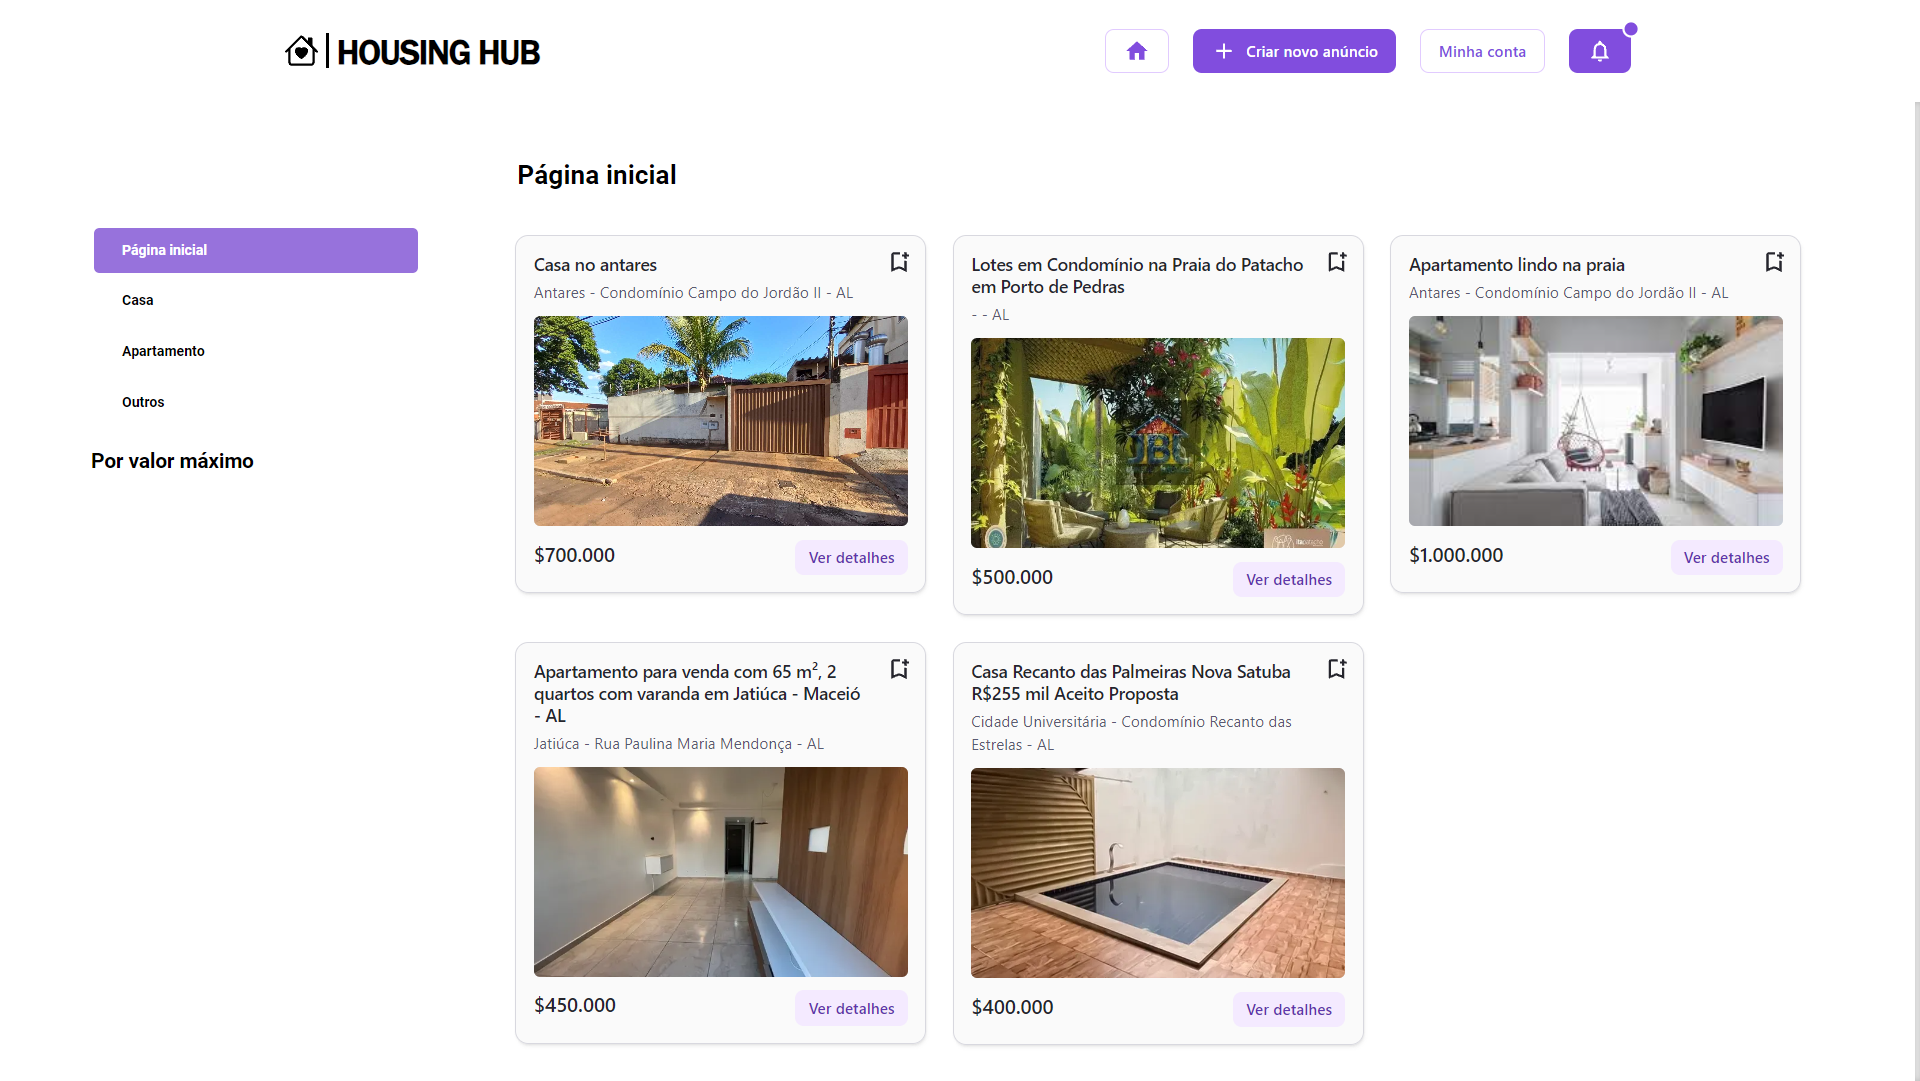 HOUSING HUB
Criar novo anúncio
Minha conta
Página inicial
Página inicial
Casa
Apartamento
Outros
Por valor máximo
Casa no antares
Antares - Condomínio Campo do Jordão II - AL
$700.000
Ver detalhes
Lotes em Condomínio na Praia do Patacho
em Porto de Pedras
- - AL
$500.000
Ver detalhes
Apartamento lindo na praia
Antares - Condomínio Campo do Jordão II - AL
$1.000.000
Ver detalhes
Apartamento para venda com 65 m², 2
quartos com varanda em Jatiúca - Maceió
- AL
Jatiúca - Rua Paulina Maria Mendonça - AL
$450.000
Ver detalhes
Casa Recanto das Palmeiras Nova Satuba
R$255 mil Aceito Proposta
Cidade Universitária - Condomínio Recanto das
Estrelas - AL
$400.000
Ver detalhes